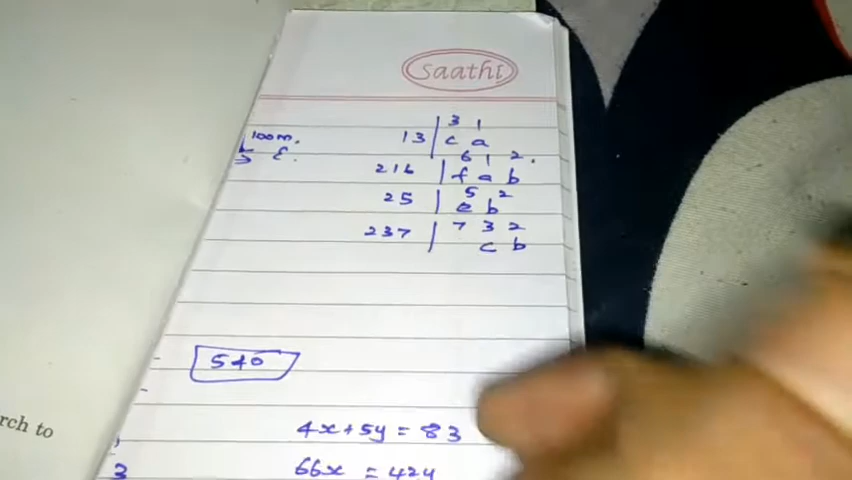 Saathi
3 1
100m.
13 | c a
6 1 2.
216 | f a b
5 2
25 | e b
237 | 7 3 2
c b
540
4x+5y = 83
66x = 424
rch to
3